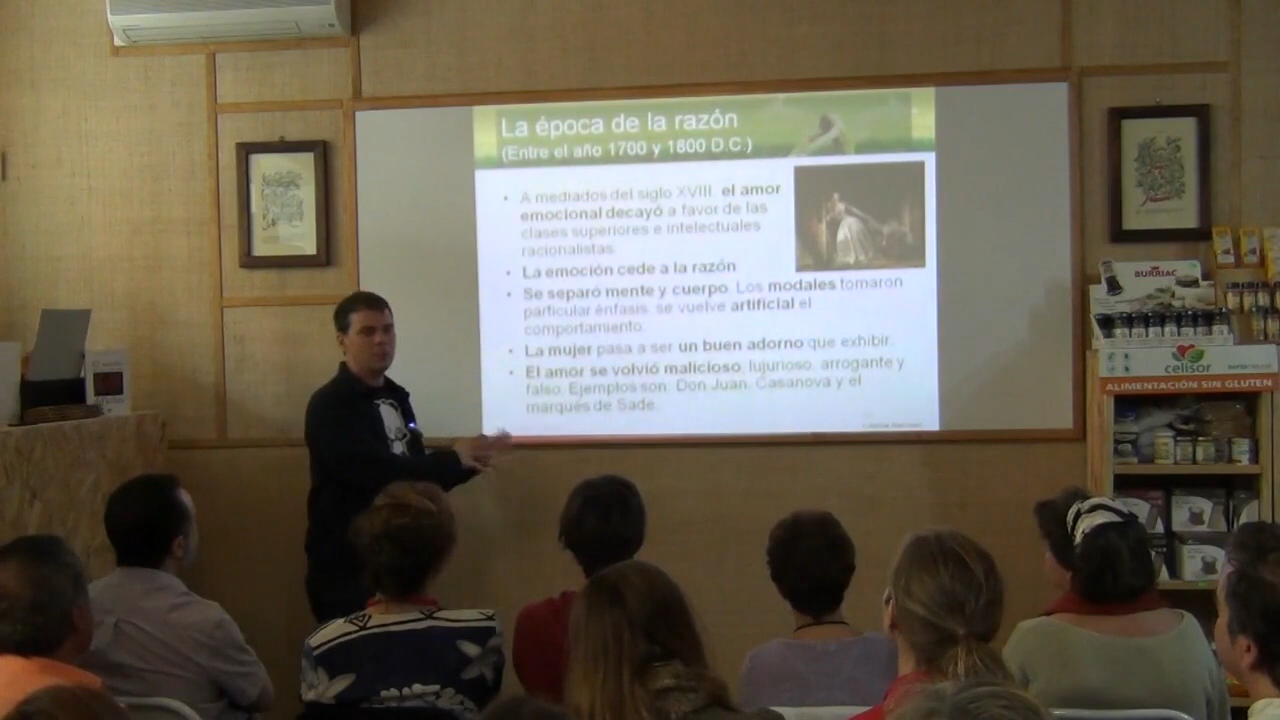 La época de la razón
(Entre el año 1700 y 1800 D.C.)
• A mediados del siglo XVIII, el amor
emocional decayó a favor de las
clases superiores e intelectuales
racionalistas.
• La emoción cede a la razón
• Se separó mente y cuerpo. Los modales tomaron
particular énfasis, se vuelve artificial el
comportamiento.
• La mujer pasa a ser un buen adorno que exhibir.
• El amor se volvió malicioso, lujurioso, arrogante y
falso. Ejemplos son: Don Juan, Casanova y el
marqués de Sade.
BURRIAC
celisor
ALIMENTACIÓN SIN GLUTEN